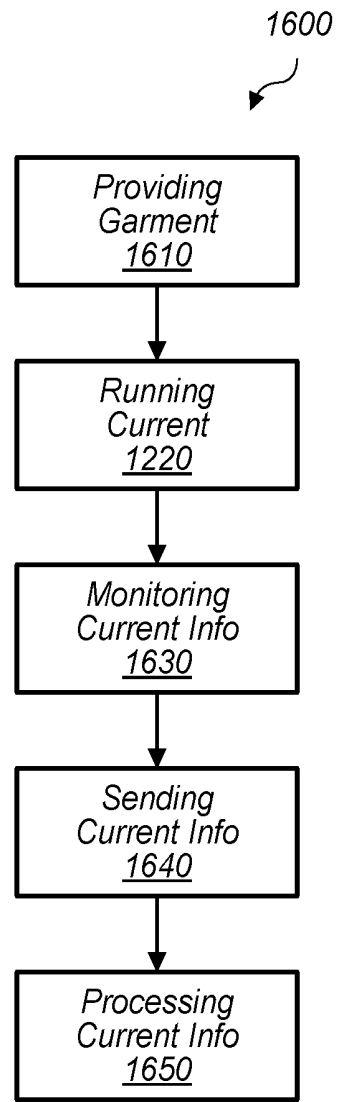 1600
Providing
Garment
1610
Running
Current
1220
Monitoring
Current Info
1630
Sending
Current Info
1640
Processing
Current Info
1650